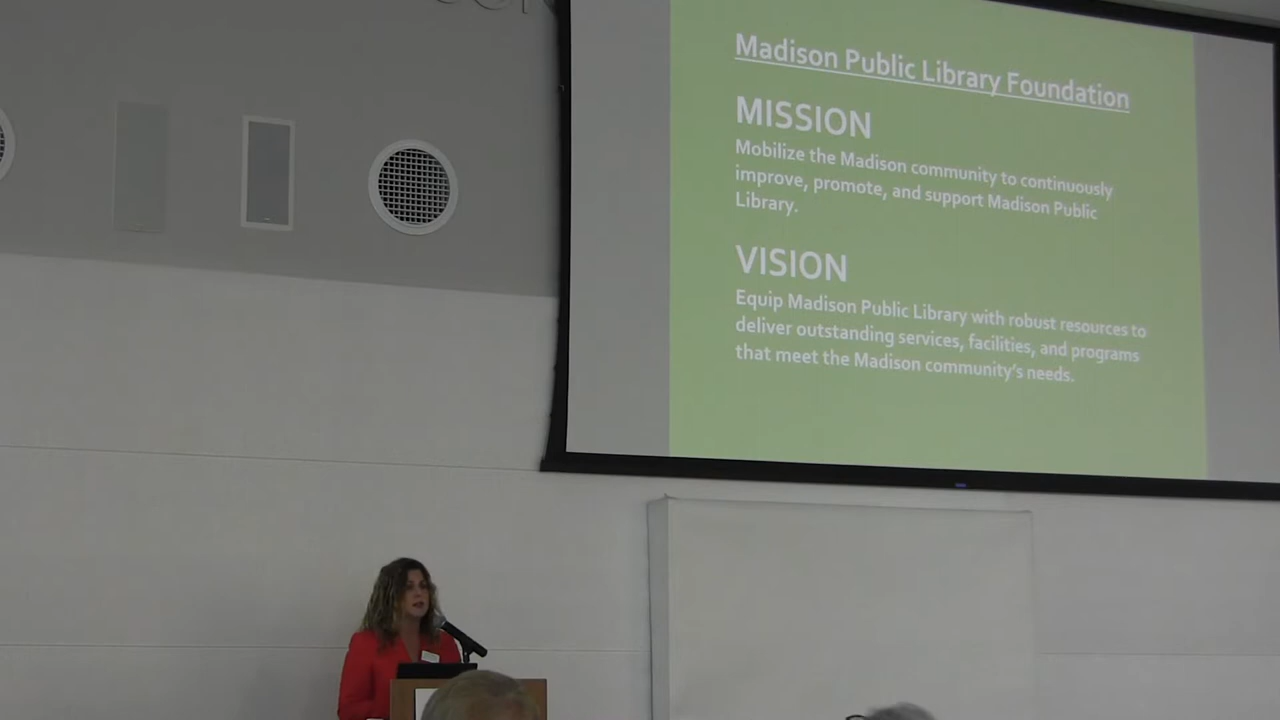 Madison Public Library Foundation
MISSION
Mobilize the Madison community to continuously
improve, promote, and support Madison Public
Library.
VISION
Equip Madison Public Library with robust resources to
deliver outstanding services, facilities, and programs
that meet the Madison community's needs.